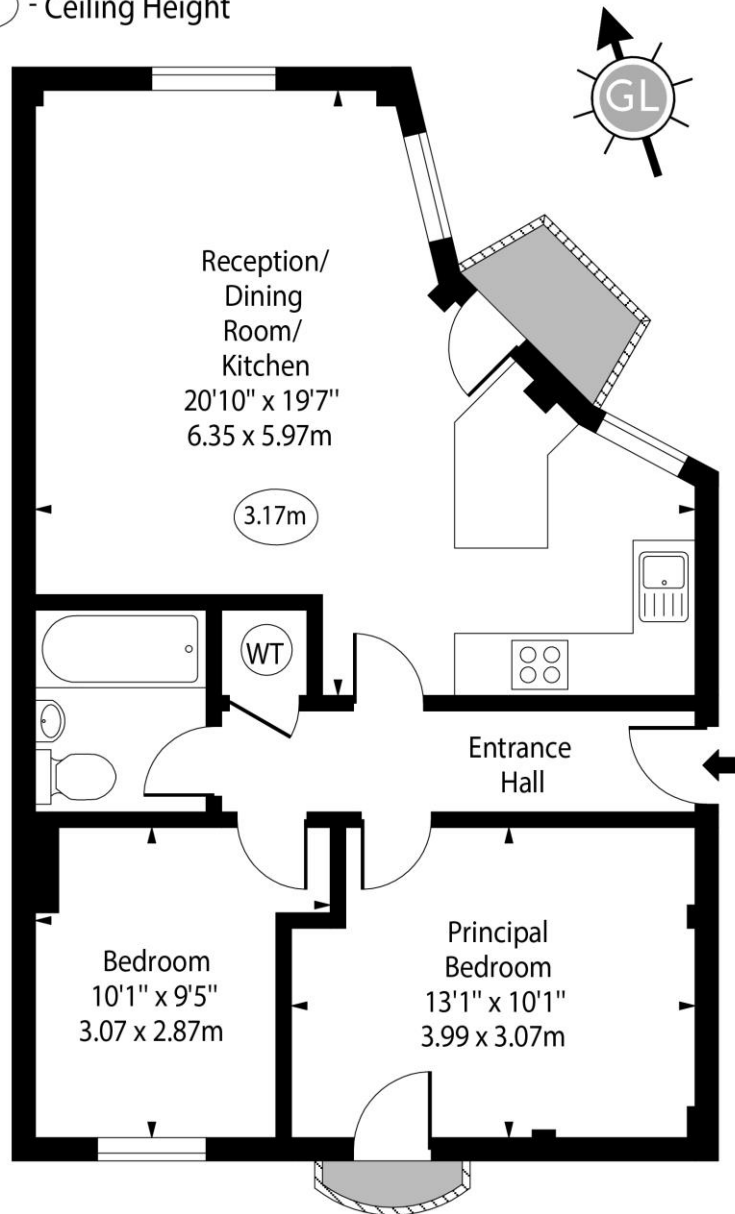 - Ceiling Height
GL
Reception/
Dining
Room/
Kitchen
20'10" x 19'7"
6.35 x 5.97m
3.17m
WT
Entrance
Hall
Bedroom
10'1" x 9'5"
3.07 x 2.87m
Principal
Bedroom
13'1" x 10'1"
3.99 x 3.07m